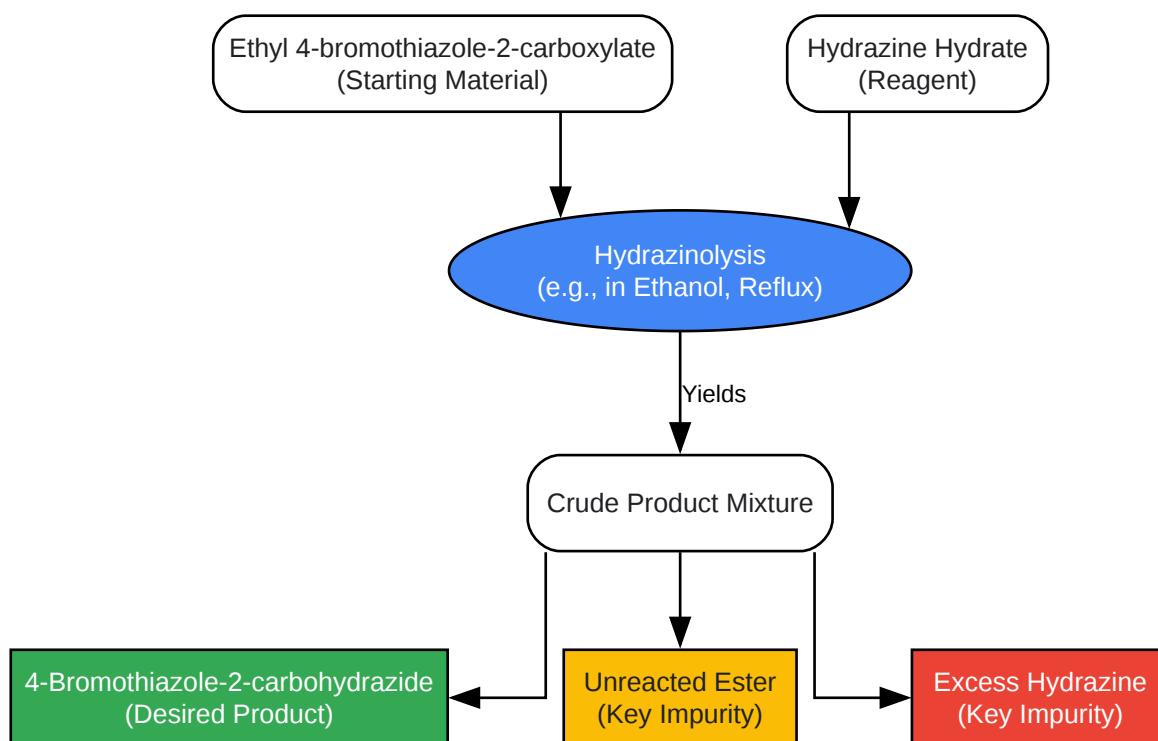 Ethyl 4-bromothiazole-2-carboxylate
(Starting Material)
Hydrazine Hydrate
(Reagent)
Hydrazinolysis
(e.g., in Ethanol, Reflux)
Yields
Crude Product Mixture
4-Bromothiazole-2-carbohydrazide
(Desired Product)
Unreacted Ester
(Key Impurity)
Excess Hydrazine
(Key Impurity)